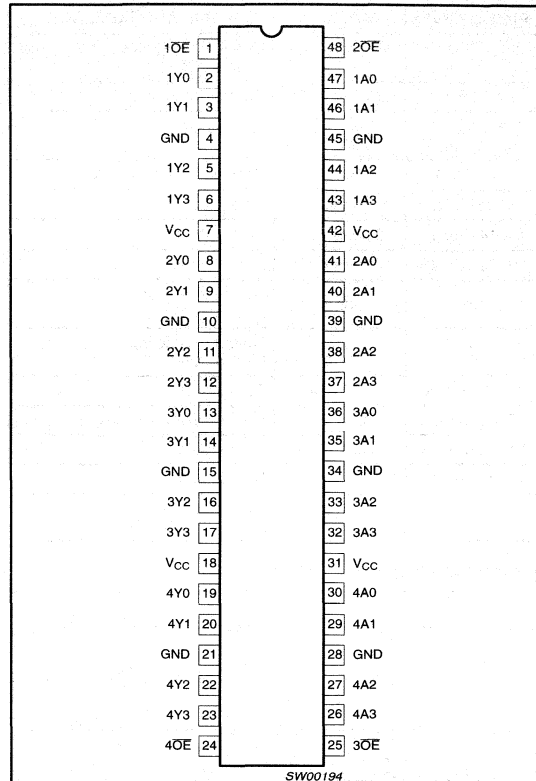 1O̅E̅ 1 48 2O̅E̅
1Y0 2 47 1A0
1Y1 3 46 1A1
GND 4 45 GND
1Y2 5 44 1A2
1Y3 6 43 1A3
VCC 7 42 VCC
2Y0 8 41 2A0
2Y1 9 40 2A1
GND 10 39 GND
2Y2 11 38 2A2
2Y3 12 37 2A3
3Y0 13 36 3A0
3Y1 14 35 3A1
GND 15 34 GND
3Y2 16 33 3A2
3Y3 17 32 3A3
VCC 18 31 VCC
4Y0 19 30 4A0
4Y1 20 29 4A1
GND 21 28 GND
4Y2 22 27 4A2
4Y3 23 26 4A3
4O̅E̅ 24 25 3O̅E̅
SW00194